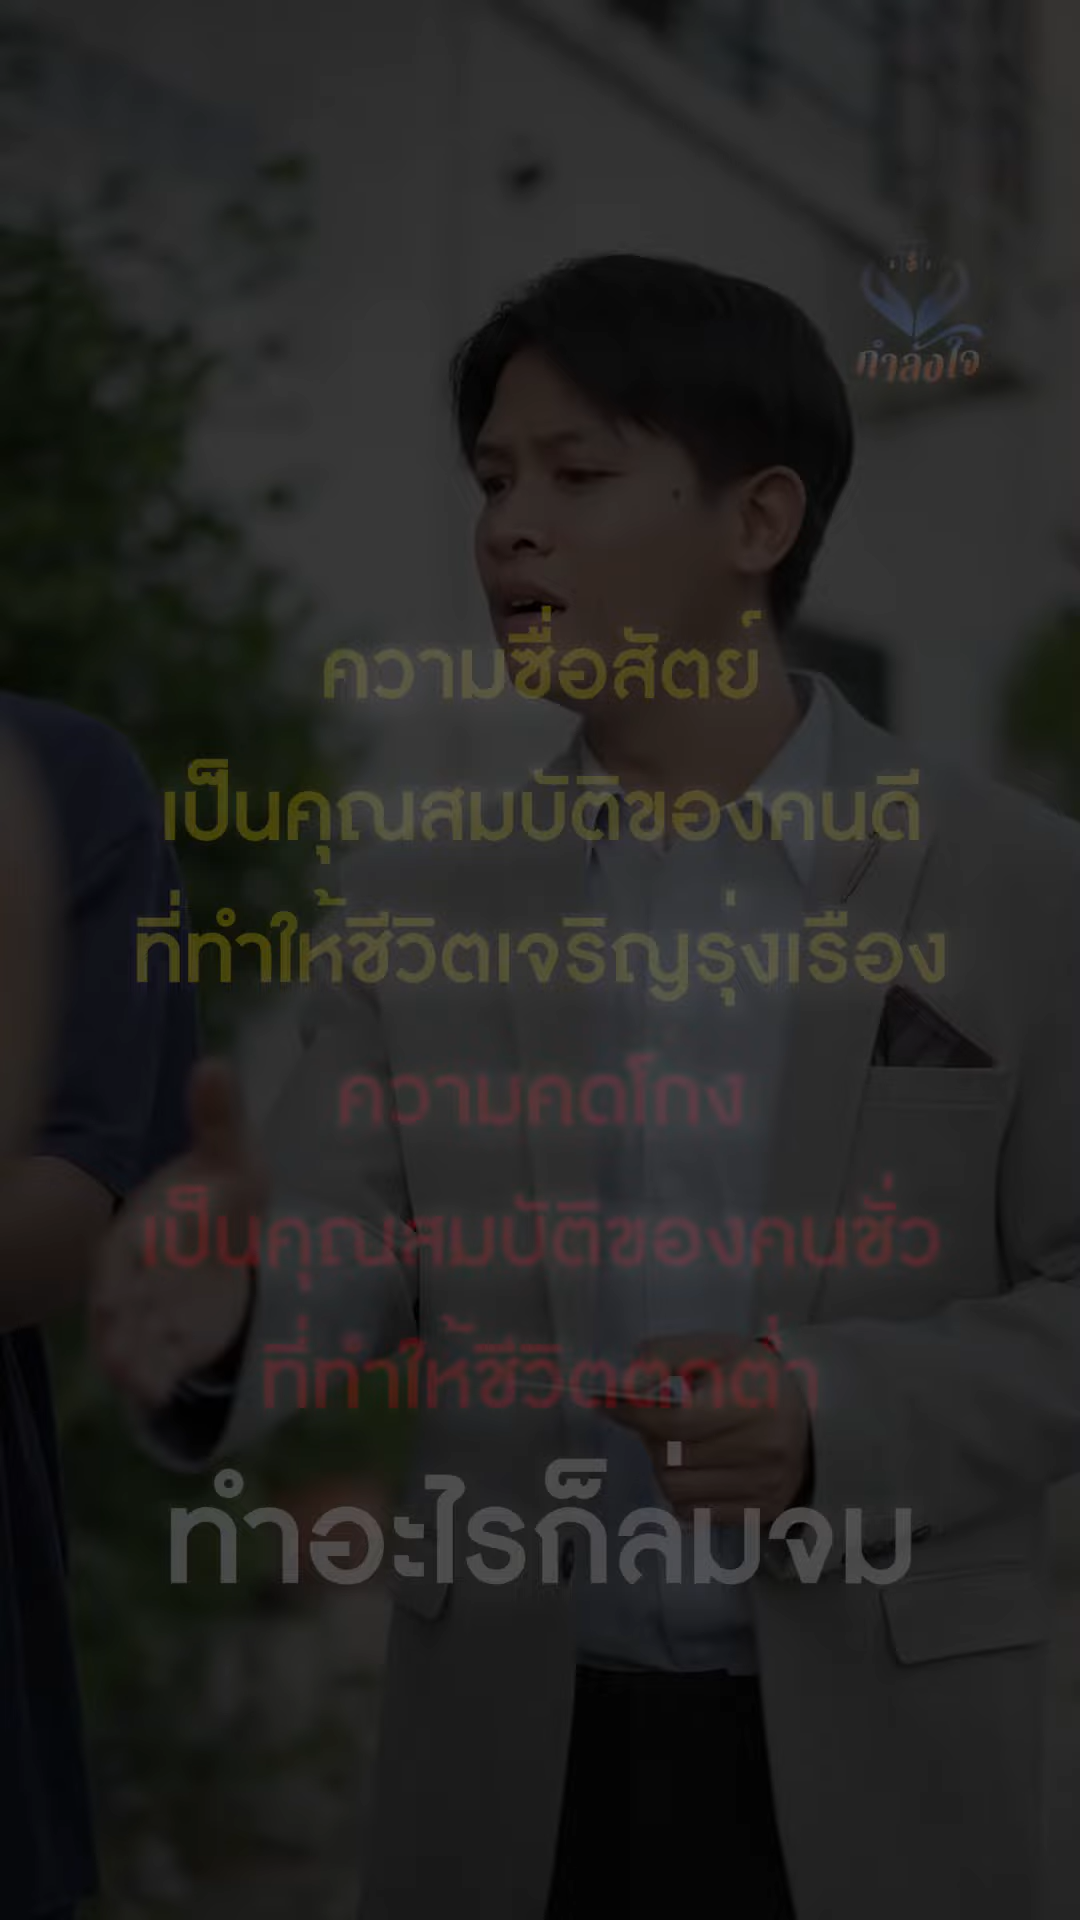 กำลังใจ
ความซื่อสัตย์
เป็นคุณสมบัติของคนดี
ที่ทำให้ชีวิตเจริญรุ่งเรือง
ความคดโกง
เป็นคุณสมบัติของคนชั่ว
ที่ทำให้ชีวิตตกต่ำ
ทำอะไรก็ล่มจม